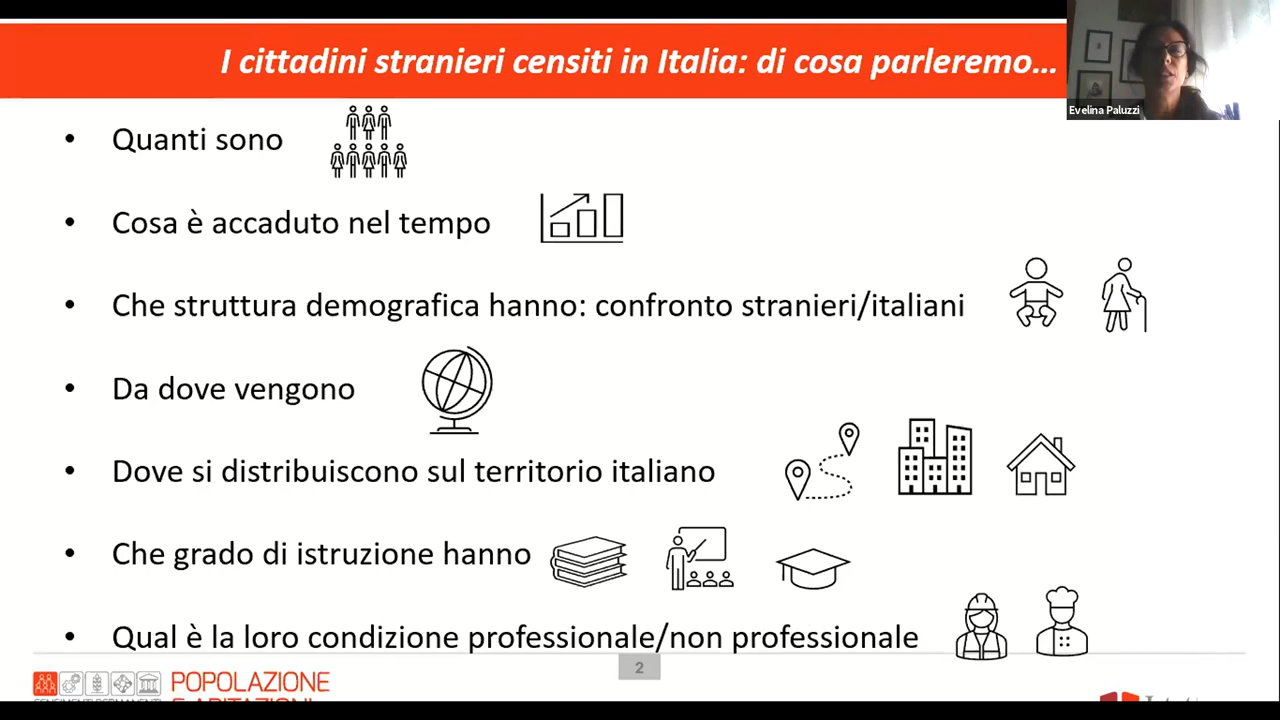 I cittadini stranieri censiti in Italia: di cosa parleremo...
Evelina Paluzzi
• Quanti sono
• Cosa è accaduto nel tempo
• Che struttura demografica hanno: confronto stranieri/italiani
• Da dove vengono
• Dove si distribuiscono sul territorio italiano
• Che grado di istruzione hanno
• Qual è la loro condizione professionale/non professionale
2
POPOLAZIONE